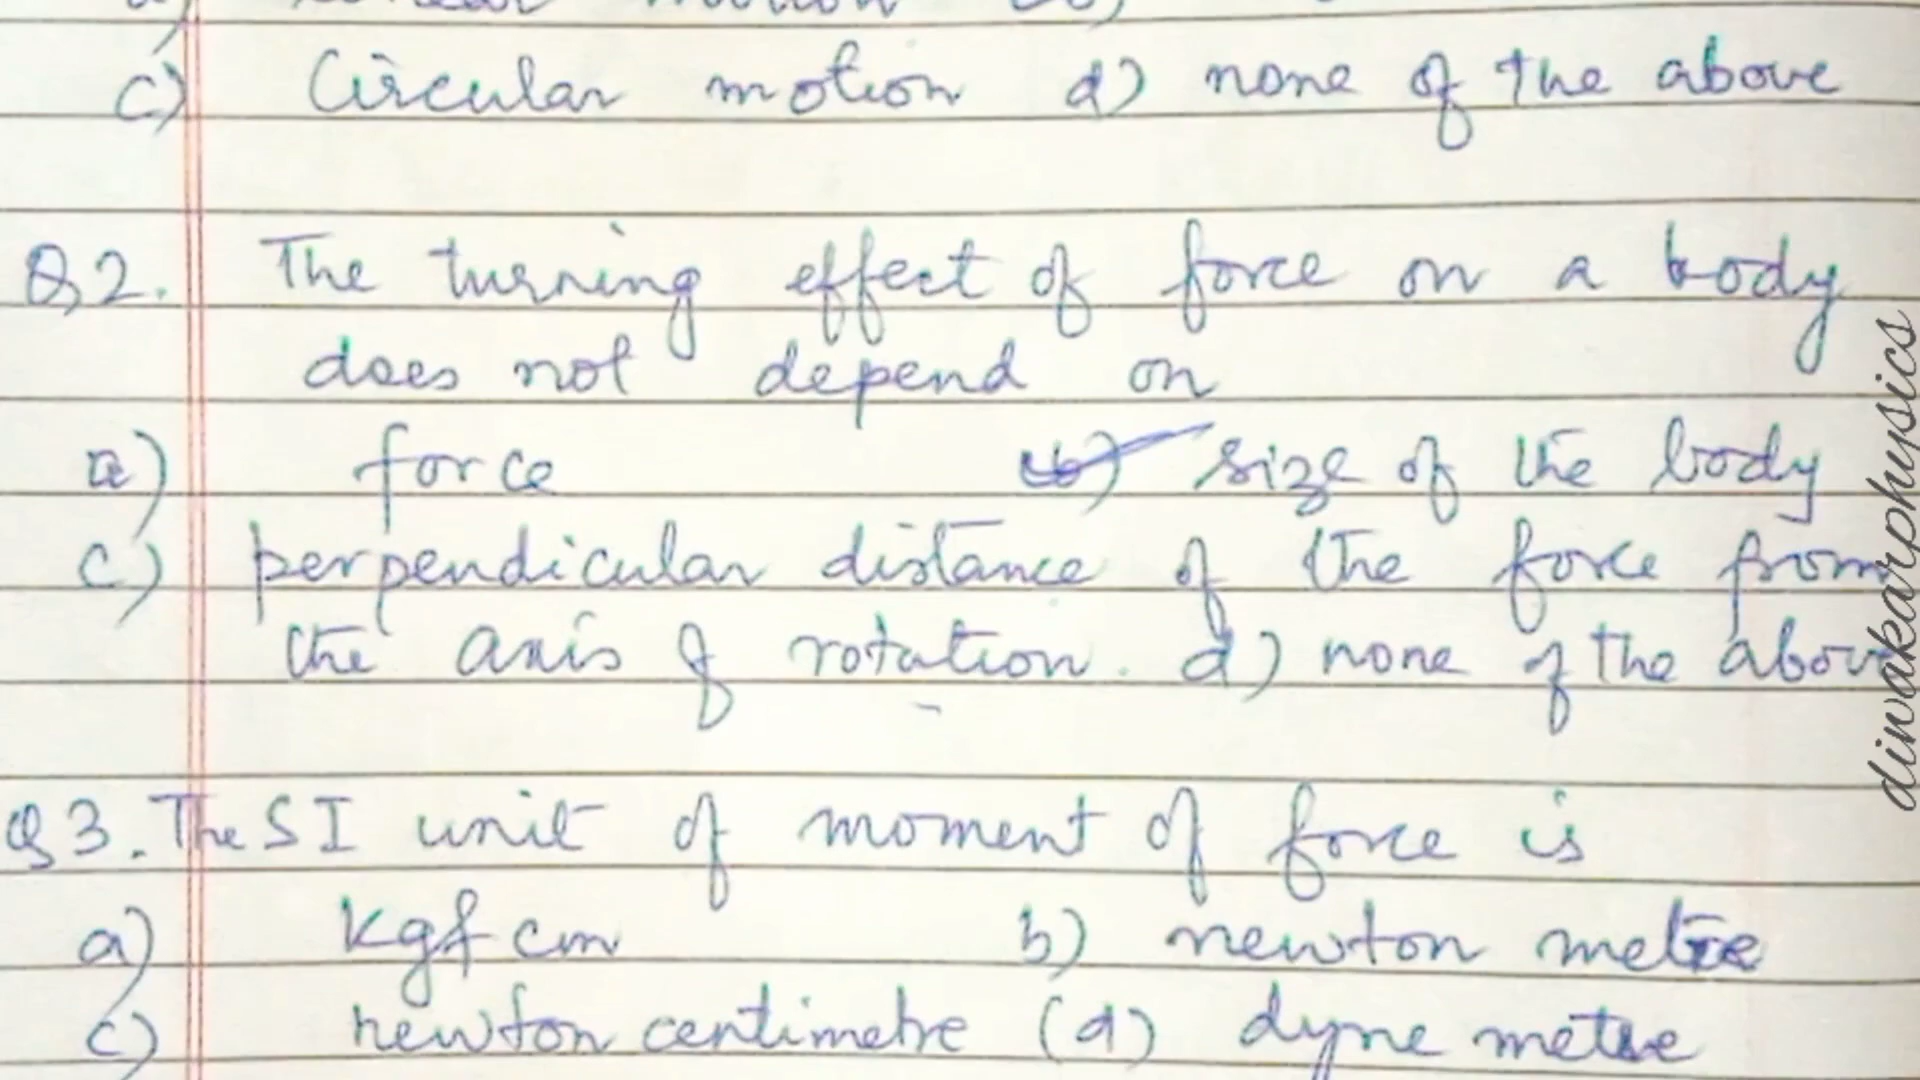 c) Circular motion d) none of the above
Q2. The turning effect of force on a body
does not depend on
a) force b) size of the body
c) perpendicular distance of the force from
the axis of rotation. d) none of the above
Q3. The SI unit of moment of force is
a) kgf cm b) newton metre
c) newton centimetre (d) dyne metre
diwakarphysics